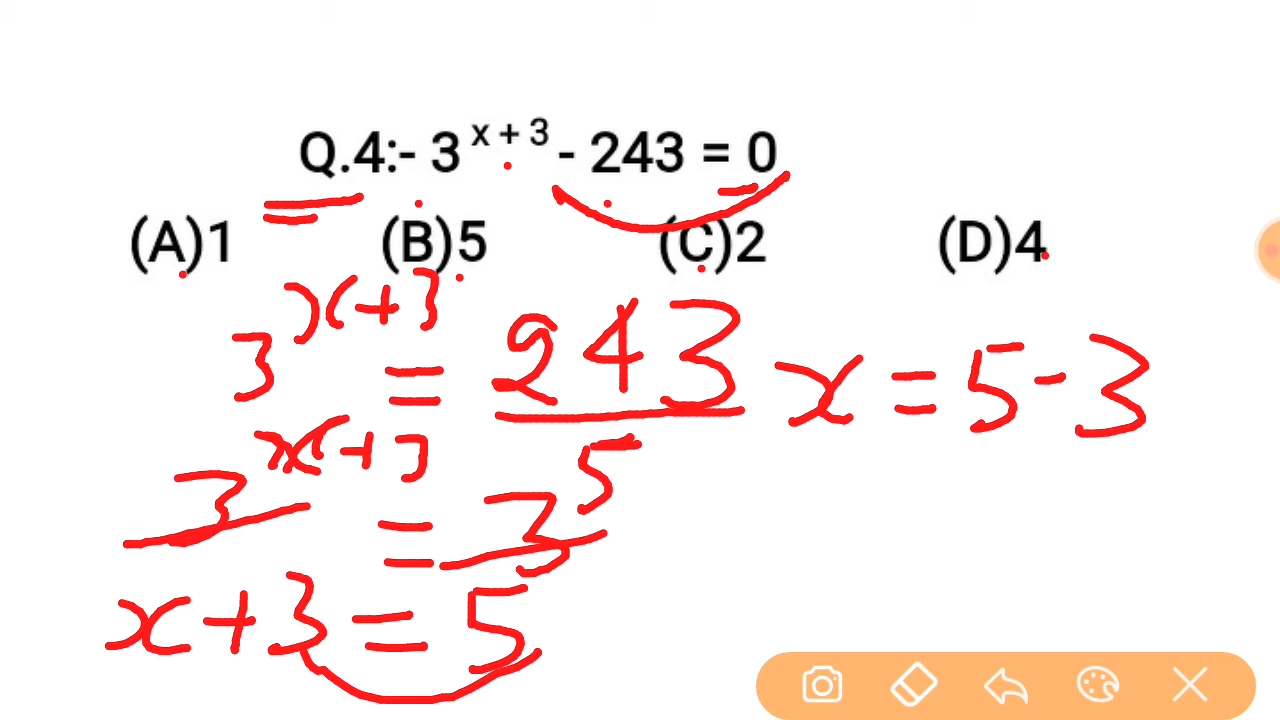 Q.4:- 3^x + 3 - 243 = 0
(A)1 (B)5 (C)2 (D)4
3^x+3 = 243
x = 5-3
3^x+3 = 3^5
x+3 = 5